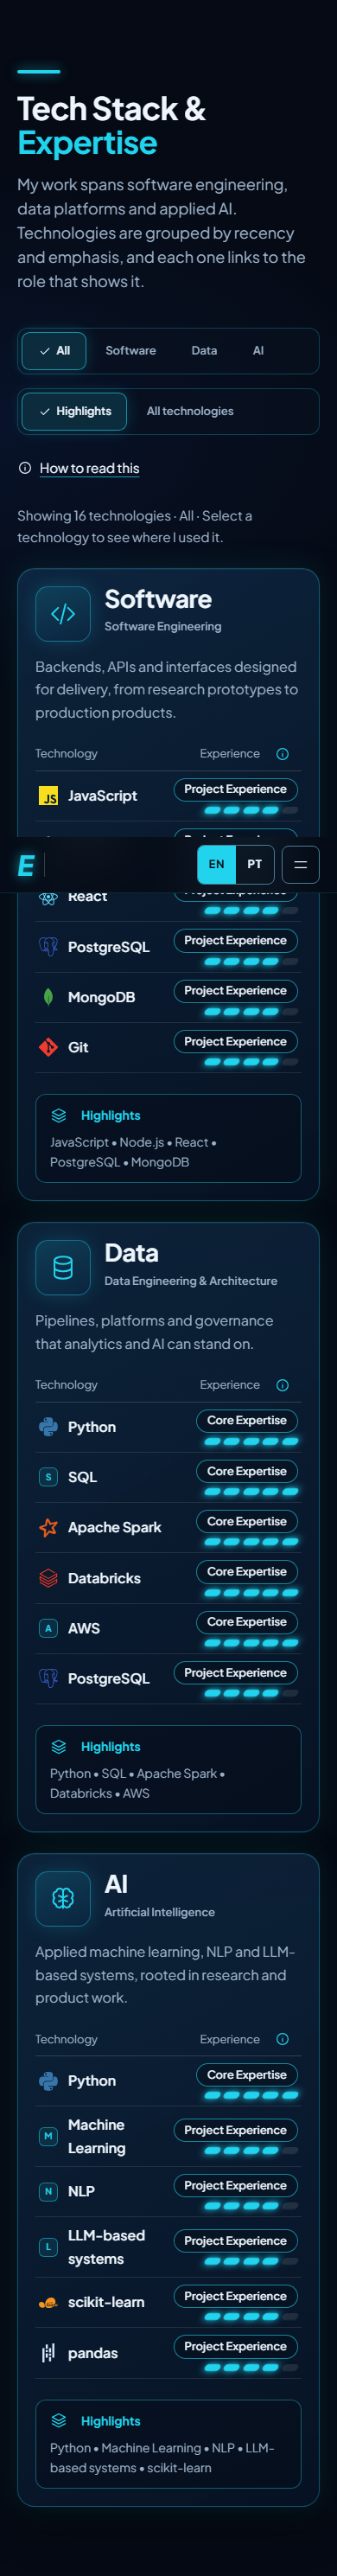 Tech Stack &
Expertise
My work spans software engineering,
data platforms and applied AI.
Technologies are grouped by recency
and emphasis, and each one links to the
role that shows it.
All Software Data AI
Highlights All technologies
How to read this
Showing 16 technologies · All · Select a
technology to see where I used it.
Software
Software Engineering
Backends, APIs and interfaces designed
for delivery, from research prototypes to
production products.
Technology Experience
JS JavaScript Project Experience
E EN PT
React
PostgreSQL Project Experience
MongoDB Project Experience
Git Project Experience
Highlights
JavaScript • Node.js • React •
PostgreSQL • MongoDB
Data
Data Engineering & Architecture
Pipelines, platforms and governance
that analytics and AI can stand on.
Technology Experience
Python Core Expertise
S SQL Core Expertise
Apache Spark Core Expertise
Databricks Core Expertise
A AWS Core Expertise
PostgreSQL Project Experience
Highlights
Python • SQL • Apache Spark •
Databricks • AWS
AI
Artificial Intelligence
Applied machine learning, NLP and LLM-
based systems, rooted in research and
product work.
Technology Experience
Python Core Expertise
M Machine Learning Project Experience
N NLP Project Experience
L LLM-based systems Project Experience
scikit-learn Project Experience
pandas Project Experience
Highlights
Python • Machine Learning • NLP • LLM-
based systems • scikit-learn